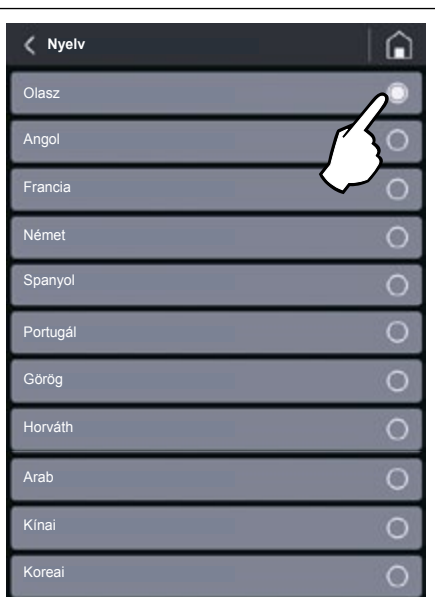 Nyelv
Olasz
Angol
Francia
Német
Spanyol
Portugál
Görög
Horváth
Arab
Kínai
Koreai